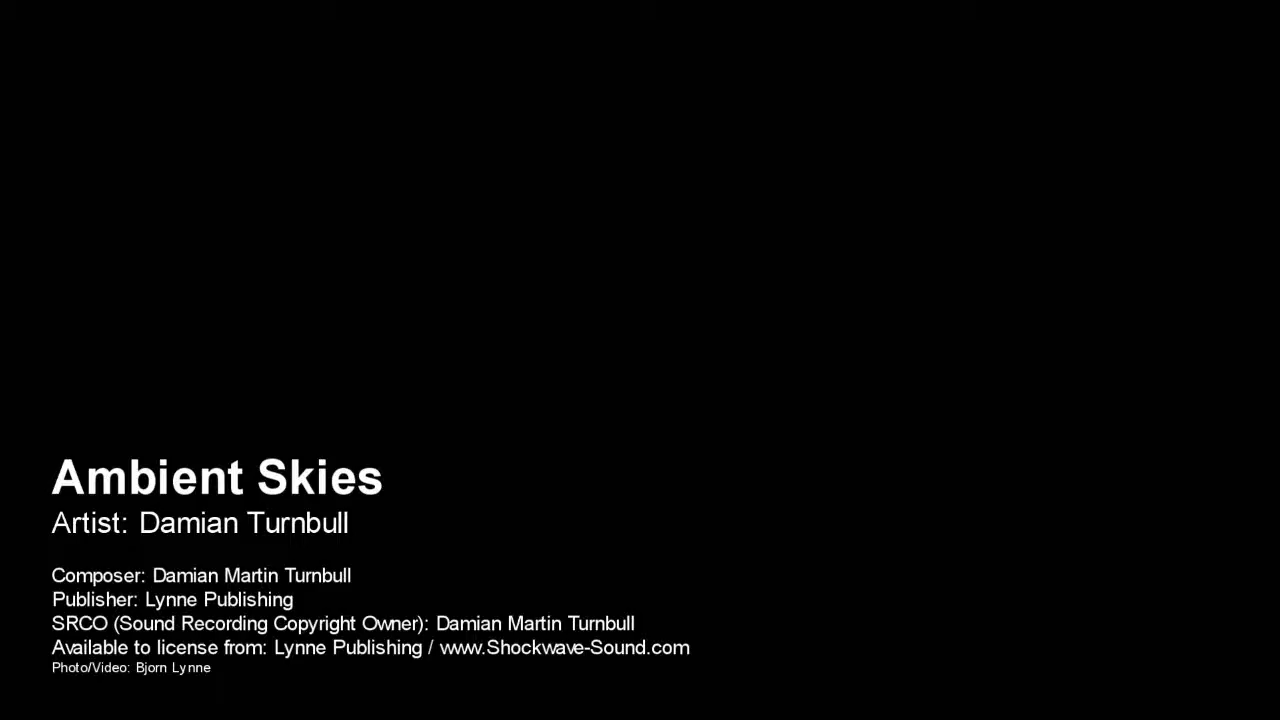 Ambient Skies
Artist: Damian Turnbull
Composer: Damian Martin Turnbull
Publisher: Lynne Publishing
SRCO (Sound Recording Copyright Owner): Damian Martin Turnbull
Available to license from: Lynne Publishing / www.Shockwave-Sound.com
Photo/Video: Bjorn Lynne